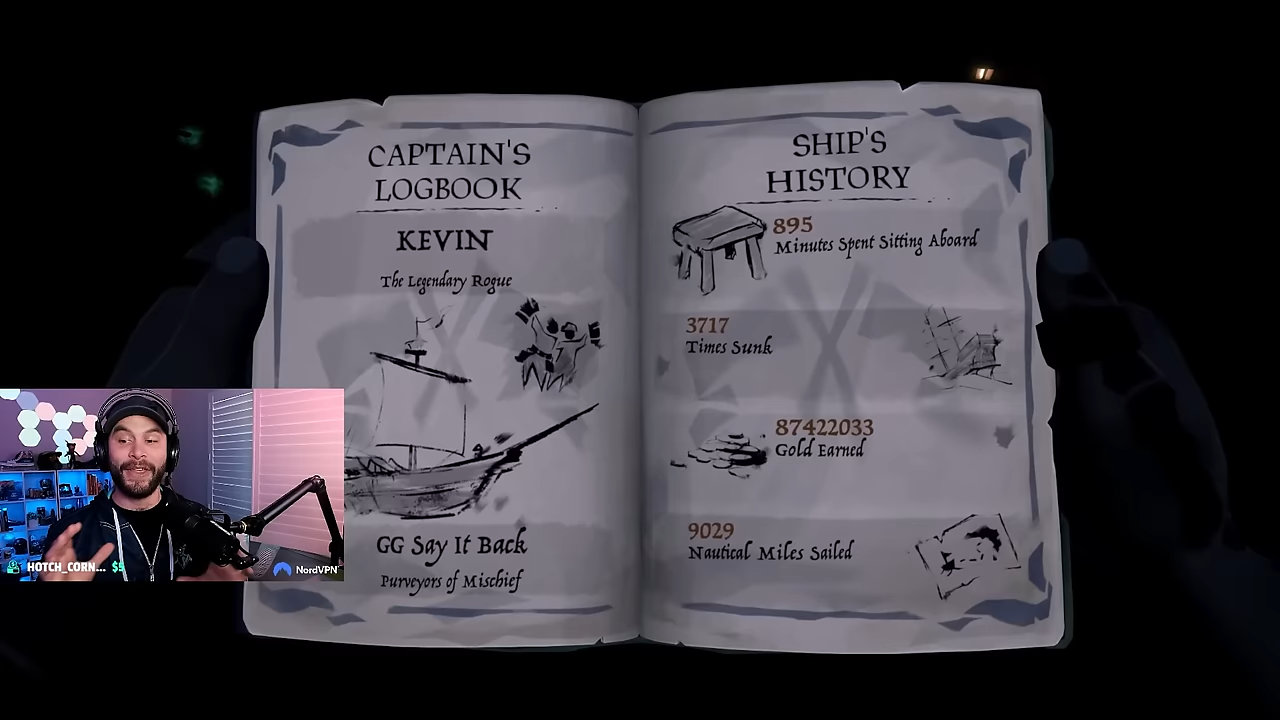 CAPTAIN'S
LOGBOOK
KEVIN
The Legendary Rogue
GG Say It Back
Purveyors of Mischief
SHIP'S
HISTORY
895
Minutes Spent Sitting Aboard
3717
Times Sunk
87422033
Gold Earned
9029
Nautical Miles Sailed
HOTCH_CORN... $5
NordVPN